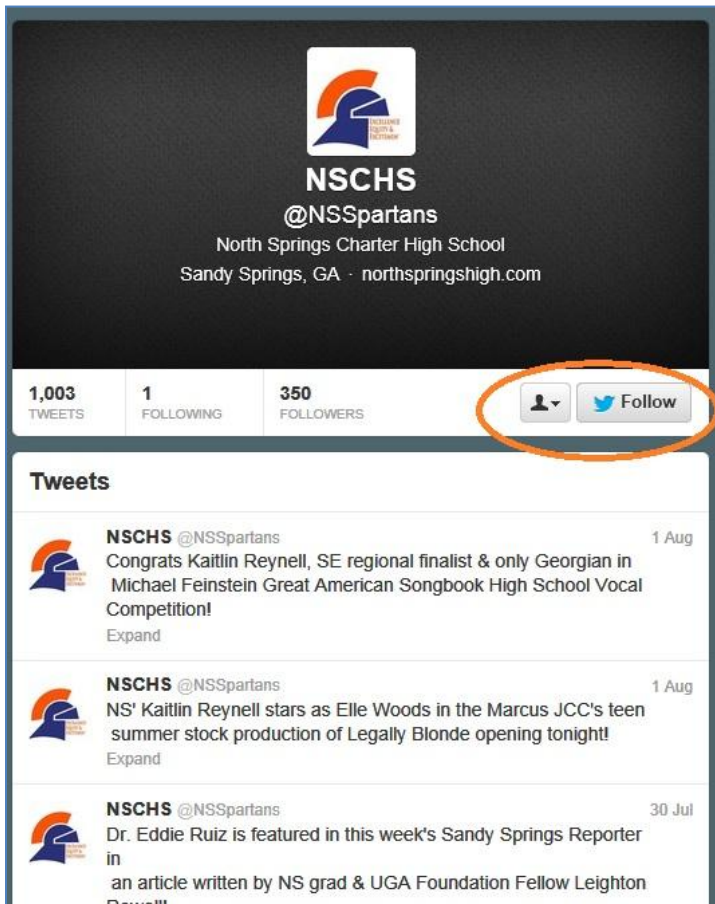 EXCELLENCE
EQUITY &
EXCITEMENT
NSCHS
@NSSpartans
North Springs Charter High School
Sandy Springs, GA · northspringshigh.com
1,003
TWEETS
1
FOLLOWING
350
FOLLOWERS
Follow
Tweets
NSCHS @NSSpartans 1 Aug
Congrats Kaitlin Reynell, SE regional finalist & only Georgian in
Michael Feinstein Great American Songbook High School Vocal
Competition!
Expand
NSCHS @NSSpartans 1 Aug
NS' Kaitlin Reynell stars as Elle Woods in the Marcus JCC's teen
summer stock production of Legally Blonde opening tonight!
Expand
NSCHS @NSSpartans 30 Jul
Dr. Eddie Ruiz is featured in this week's Sandy Springs Reporter
in
an article written by NS grad & UGA Foundation Fellow Leighton